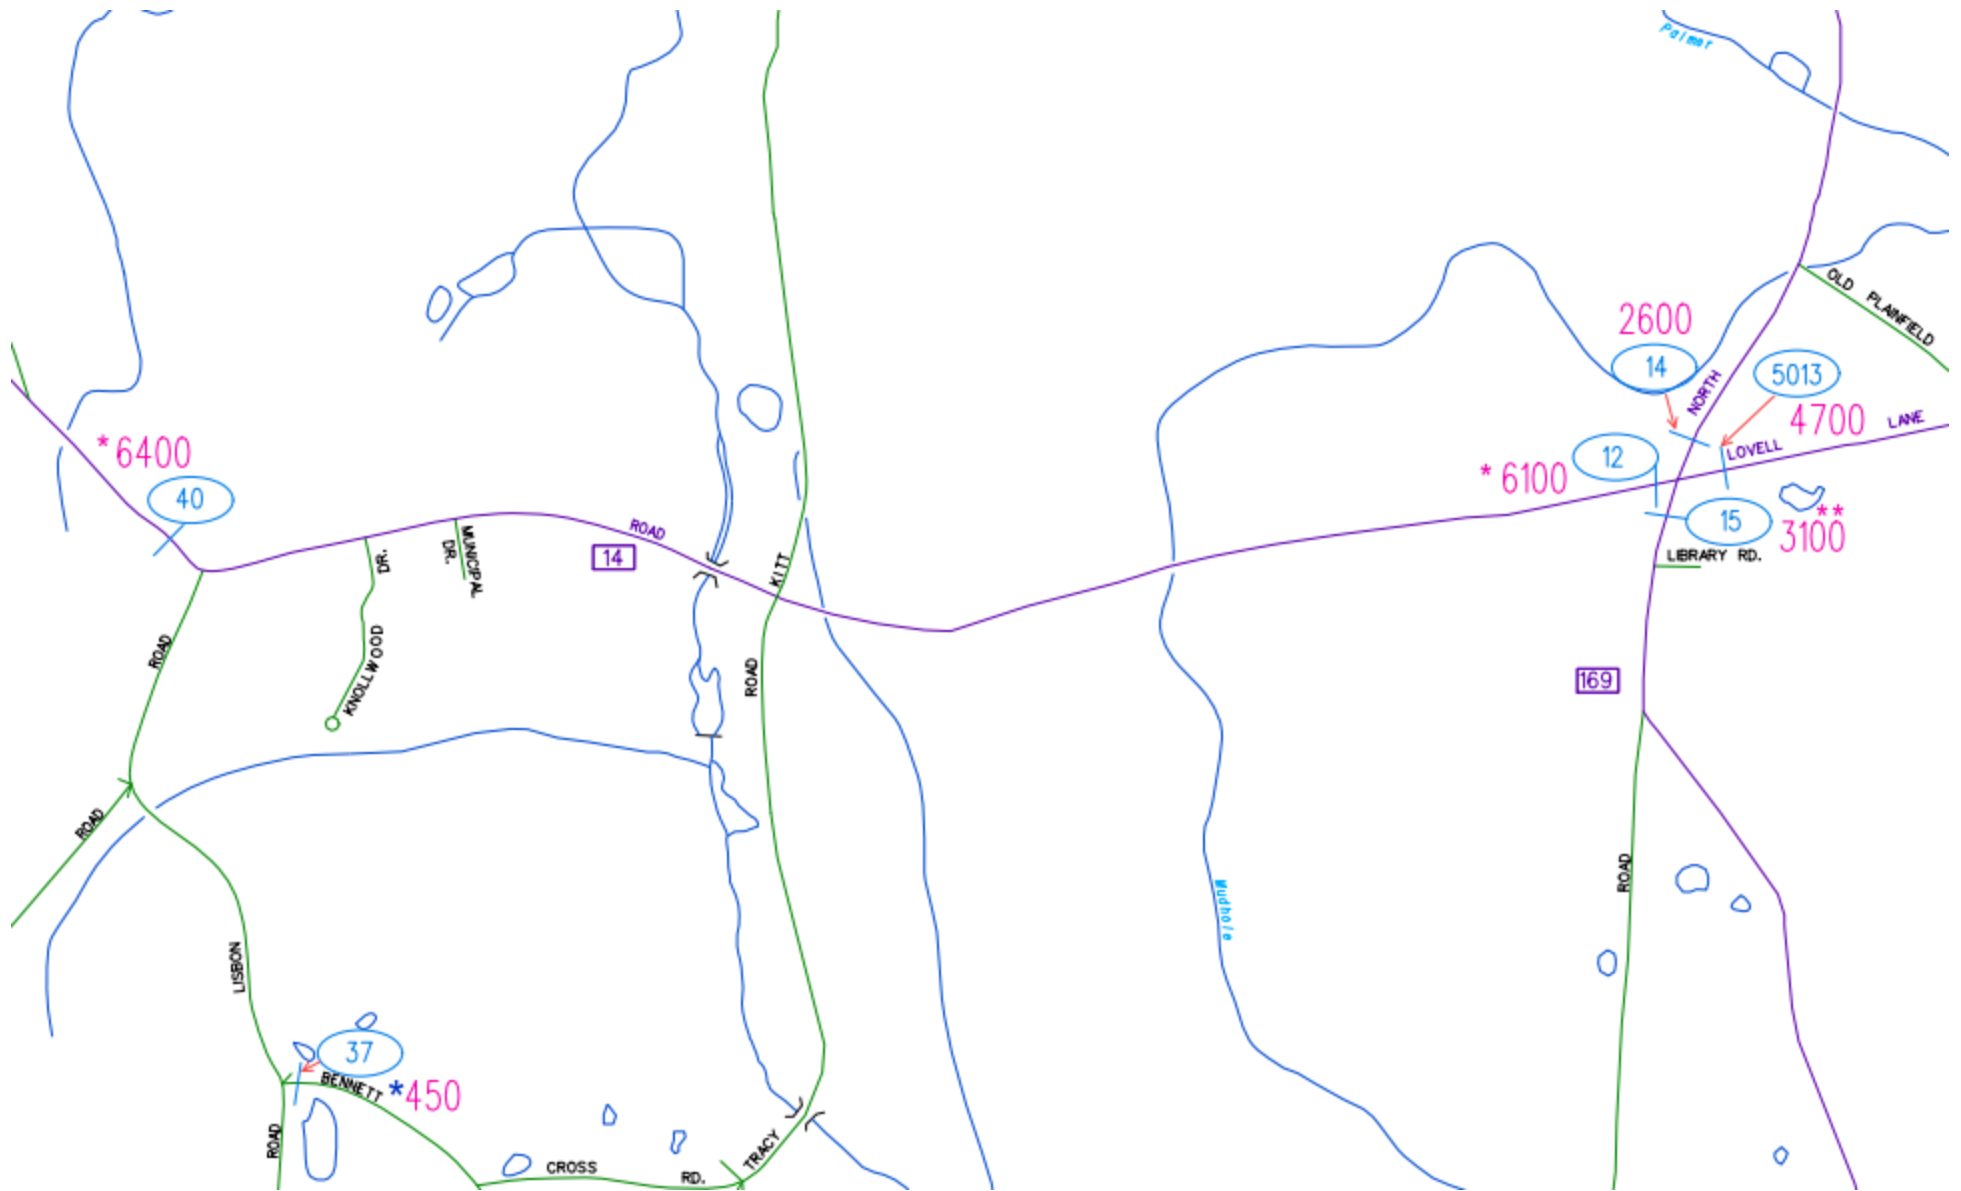 Palmer
OLD PLAINFIELD
2600
14
5013
NORTH
4700
LANE
LOVELL
*6400
40
12
*6100
15
**
3100
LIBRARY RD.
ROAD
14
KITT
DR.
MUNICIPAL
DR.
KNOLLWOOD
ROAD
ROAD
169
ROAD
ROAD
Mudhole
LISBON
37
BENNETT
*450
ROAD
CROSS
RD.
TRACY